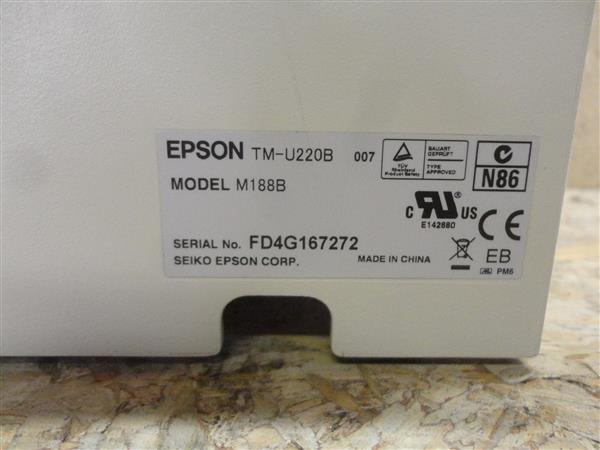 EPSON TM-U220B 007
TÜV
Rheinland
Product Safety
BAUART
GEPRÜFT
TYPE
APPROVED
N86
MODEL M188B
C US
E142680
CE
SERIAL No. FD4G167272
SEIKO EPSON CORP. MADE IN CHINA
EB
PM6